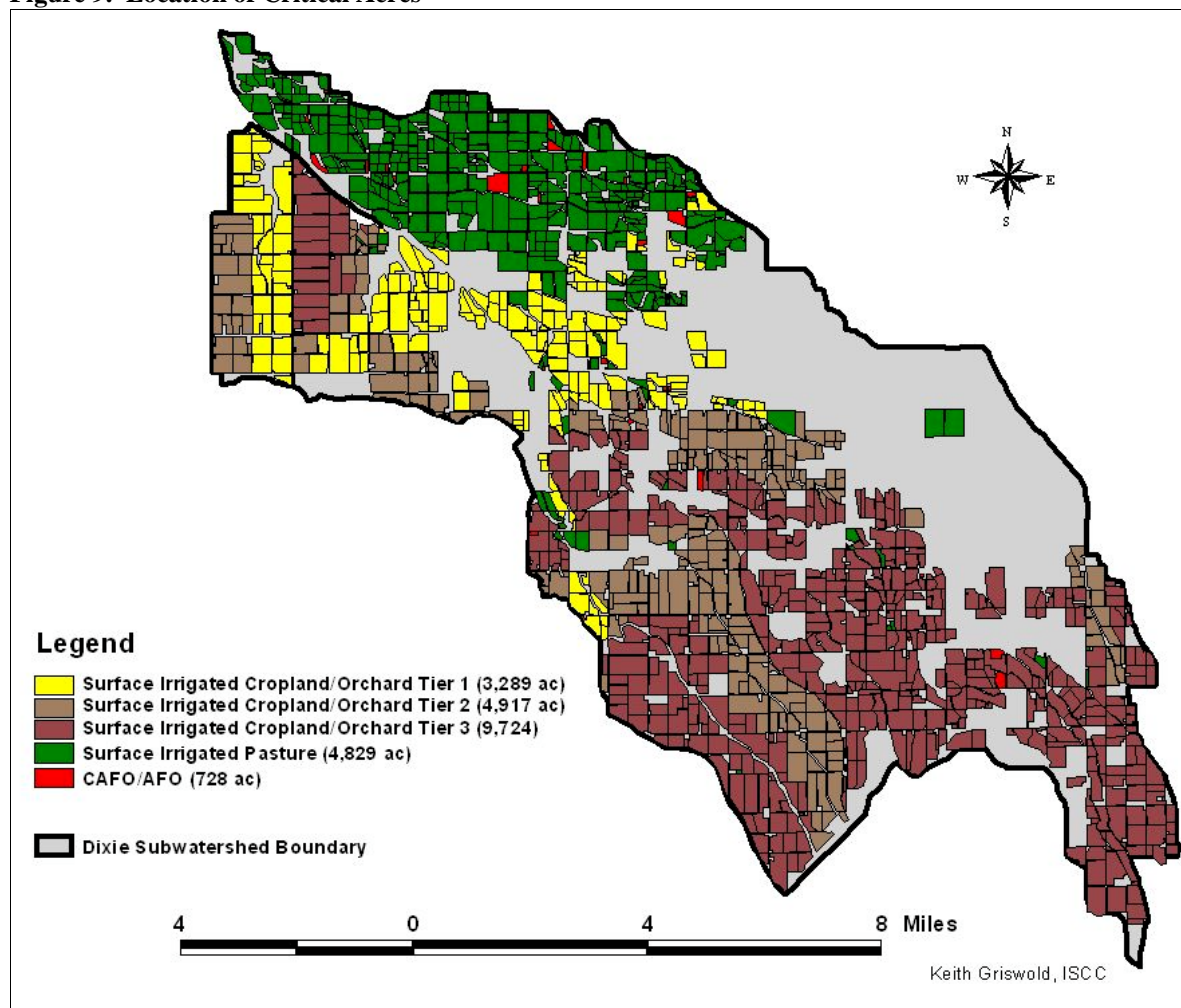 Figure 9. Location of Critical Acres
N
W E
S
Legend
Surface Irrigated Cropland/Orchard Tier 1 (3,289 ac)
Surface Irrigated Cropland/Orchard Tier 2 (4,917 ac)
Surface Irrigated Cropland/Orchard Tier 3 (9,724)
Surface Irrigated Pasture (4,829 ac)
CAFO/AFO (728 ac)
Dixie Subwatershed Boundary
4 0 4 8 Miles
Keith Griswold, ISCC